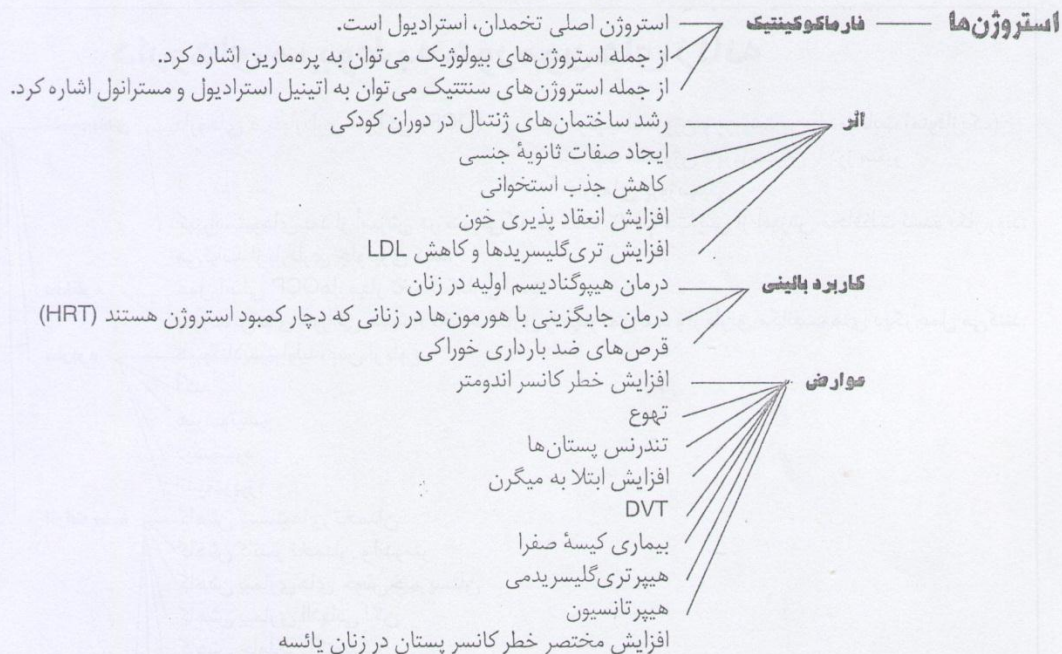 استروژن‌ها فارماکوکینتیک استروژن اصلی تخمدان، استرادیول است.
از جمله استروژن‌های بیولوژیک می‌توان به پره‌مارین اشاره کرد.
از جمله استروژن‌های سنتتیک می‌توان به اتینیل استرادیول و مسترانول اشاره کرد.
اثر رشد ساختمان‌های ژنتیال در دوران کودکی
ایجاد صفات ثانویهٔ جنسی
کاهش جذب استخوانی
افزایش انعقاد پذیری خون
افزایش تری‌گلیسریدها و کاهش LDL
کاربرد بالینی درمان هیپوگنادیسم اولیه در زنان
درمان جایگزینی با هورمون‌ها در زنانی که دچار کمبود استروژن هستند (HRT)
قرص‌های ضد بارداری خوراکی
عوارض افزایش خطر کانسر اندومتر
تهوع
تندرنس پستان‌ها
افزایش ابتلا به میگرن
DVT
بیماری کیسهٔ صفرا
هیپرتری‌گلیسریدمی
هیپرتانسیون
افزایش مختصر خطر کانسر پستان در زنان یائسه